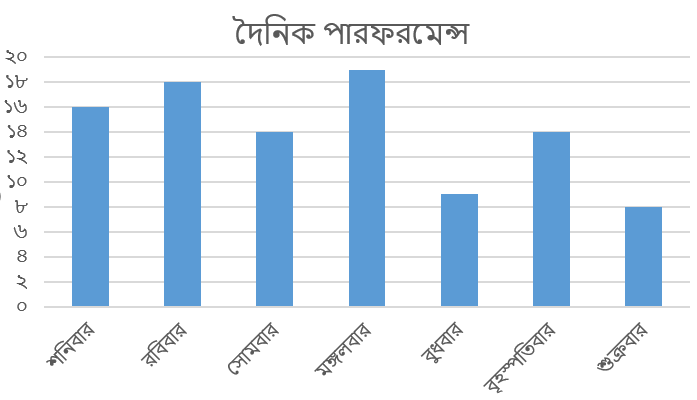 দৈনিক পারফরমেন্স
২০
১৮
১৬
১৪
১২
১০
৮
৬
৪
২
০
শনিবার
রবিবার
সোমবার
মঙ্গলবার
বুধবার
বৃহস্পতিবার
শুক্রবার